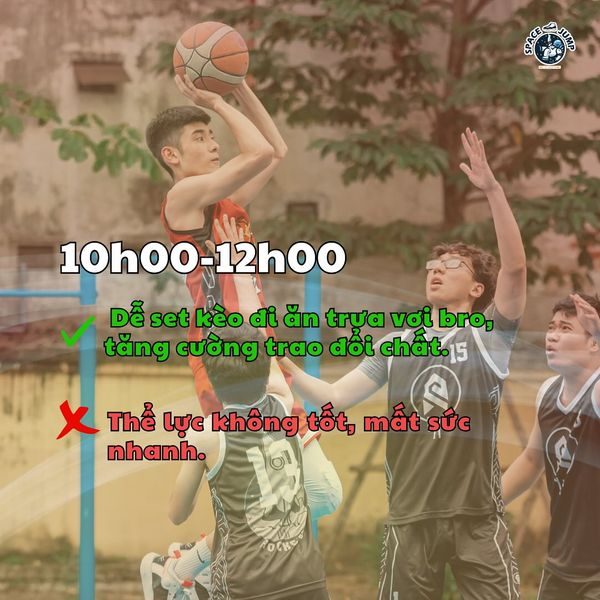 SPACE JUMP
10h00-12h00
Dễ set kèo đi ăn trưa với bro,
tăng cường trao đổi chất.
Thể lực không tốt, mất sức
nhanh.
15